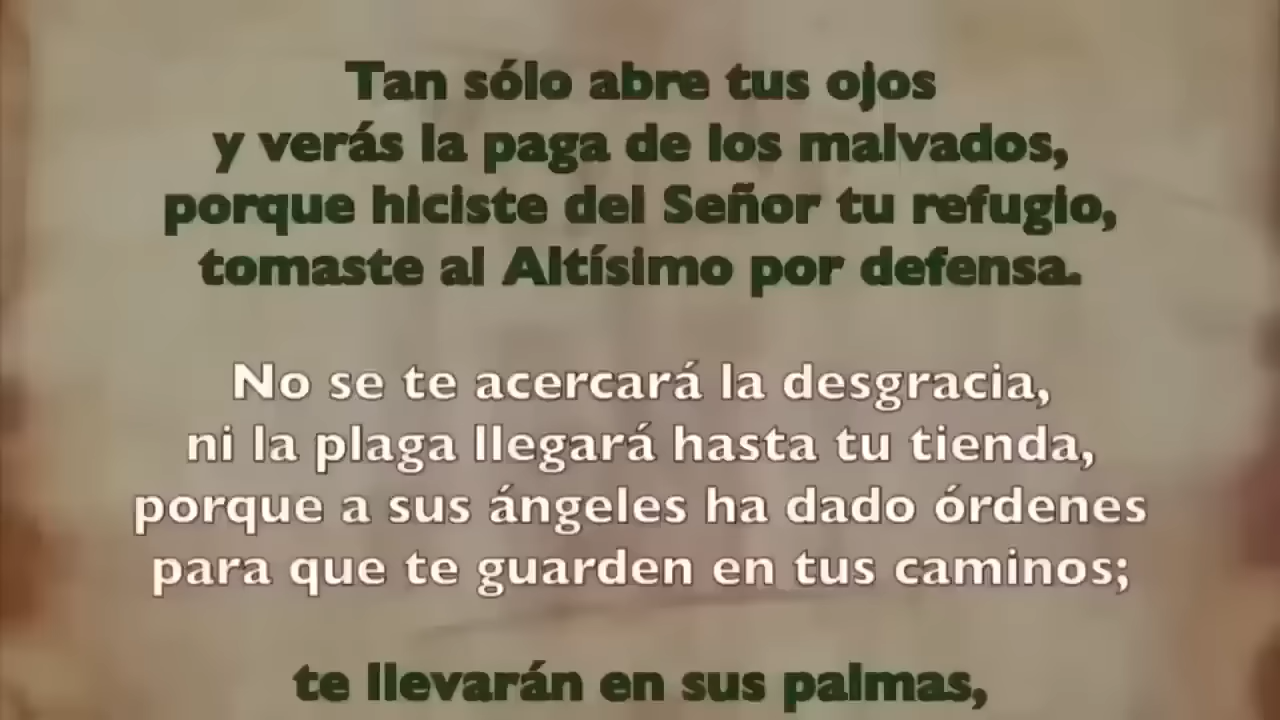 Tan sólo abre tus ojos
y verás la paga de los malvados,
porque hiciste del Señor tu refugio,
tomaste al Altísimo por defensa.
No se te acercará la desgracia,
ni la plaga llegará hasta tu tienda,
porque a sus ángeles ha dado órdenes
para que te guarden en tus caminos;
te llevarán en sus palmas,